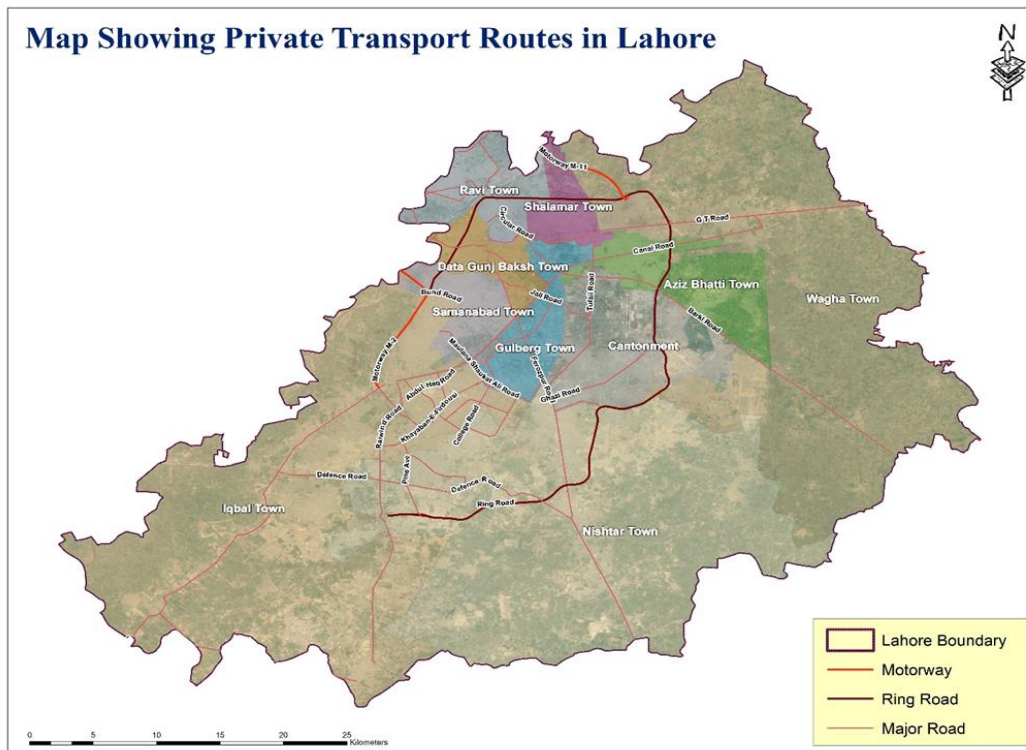 Map Showing Private Transport Routes in Lahore
N
Motorway M-11
Ravi Town
Shalamar Town
Circular Road
G T Road
Canal Road
Data Gunj Baksh Town
Aziz Bhatti Town
Bund Road
Jail Road
Tufail Road
Wagha Town
Samanabad Town
Barki Road
Gulberg Town
Cantonment
Motorway M-2
Maulana Shaukat Ali Road
Ferozpur Road
Abdul Haq Road
Ghazi Road
Khayaban-E-Firdousi
College Road
Raiwind Road
Pine Ave
Defence Road
Defence Road
Ring Road
Iqbal Town
Nishtar Town
Lahore Boundary
Motorway
Ring Road
Major Road
0 5 10 15 20 25
Kilometers